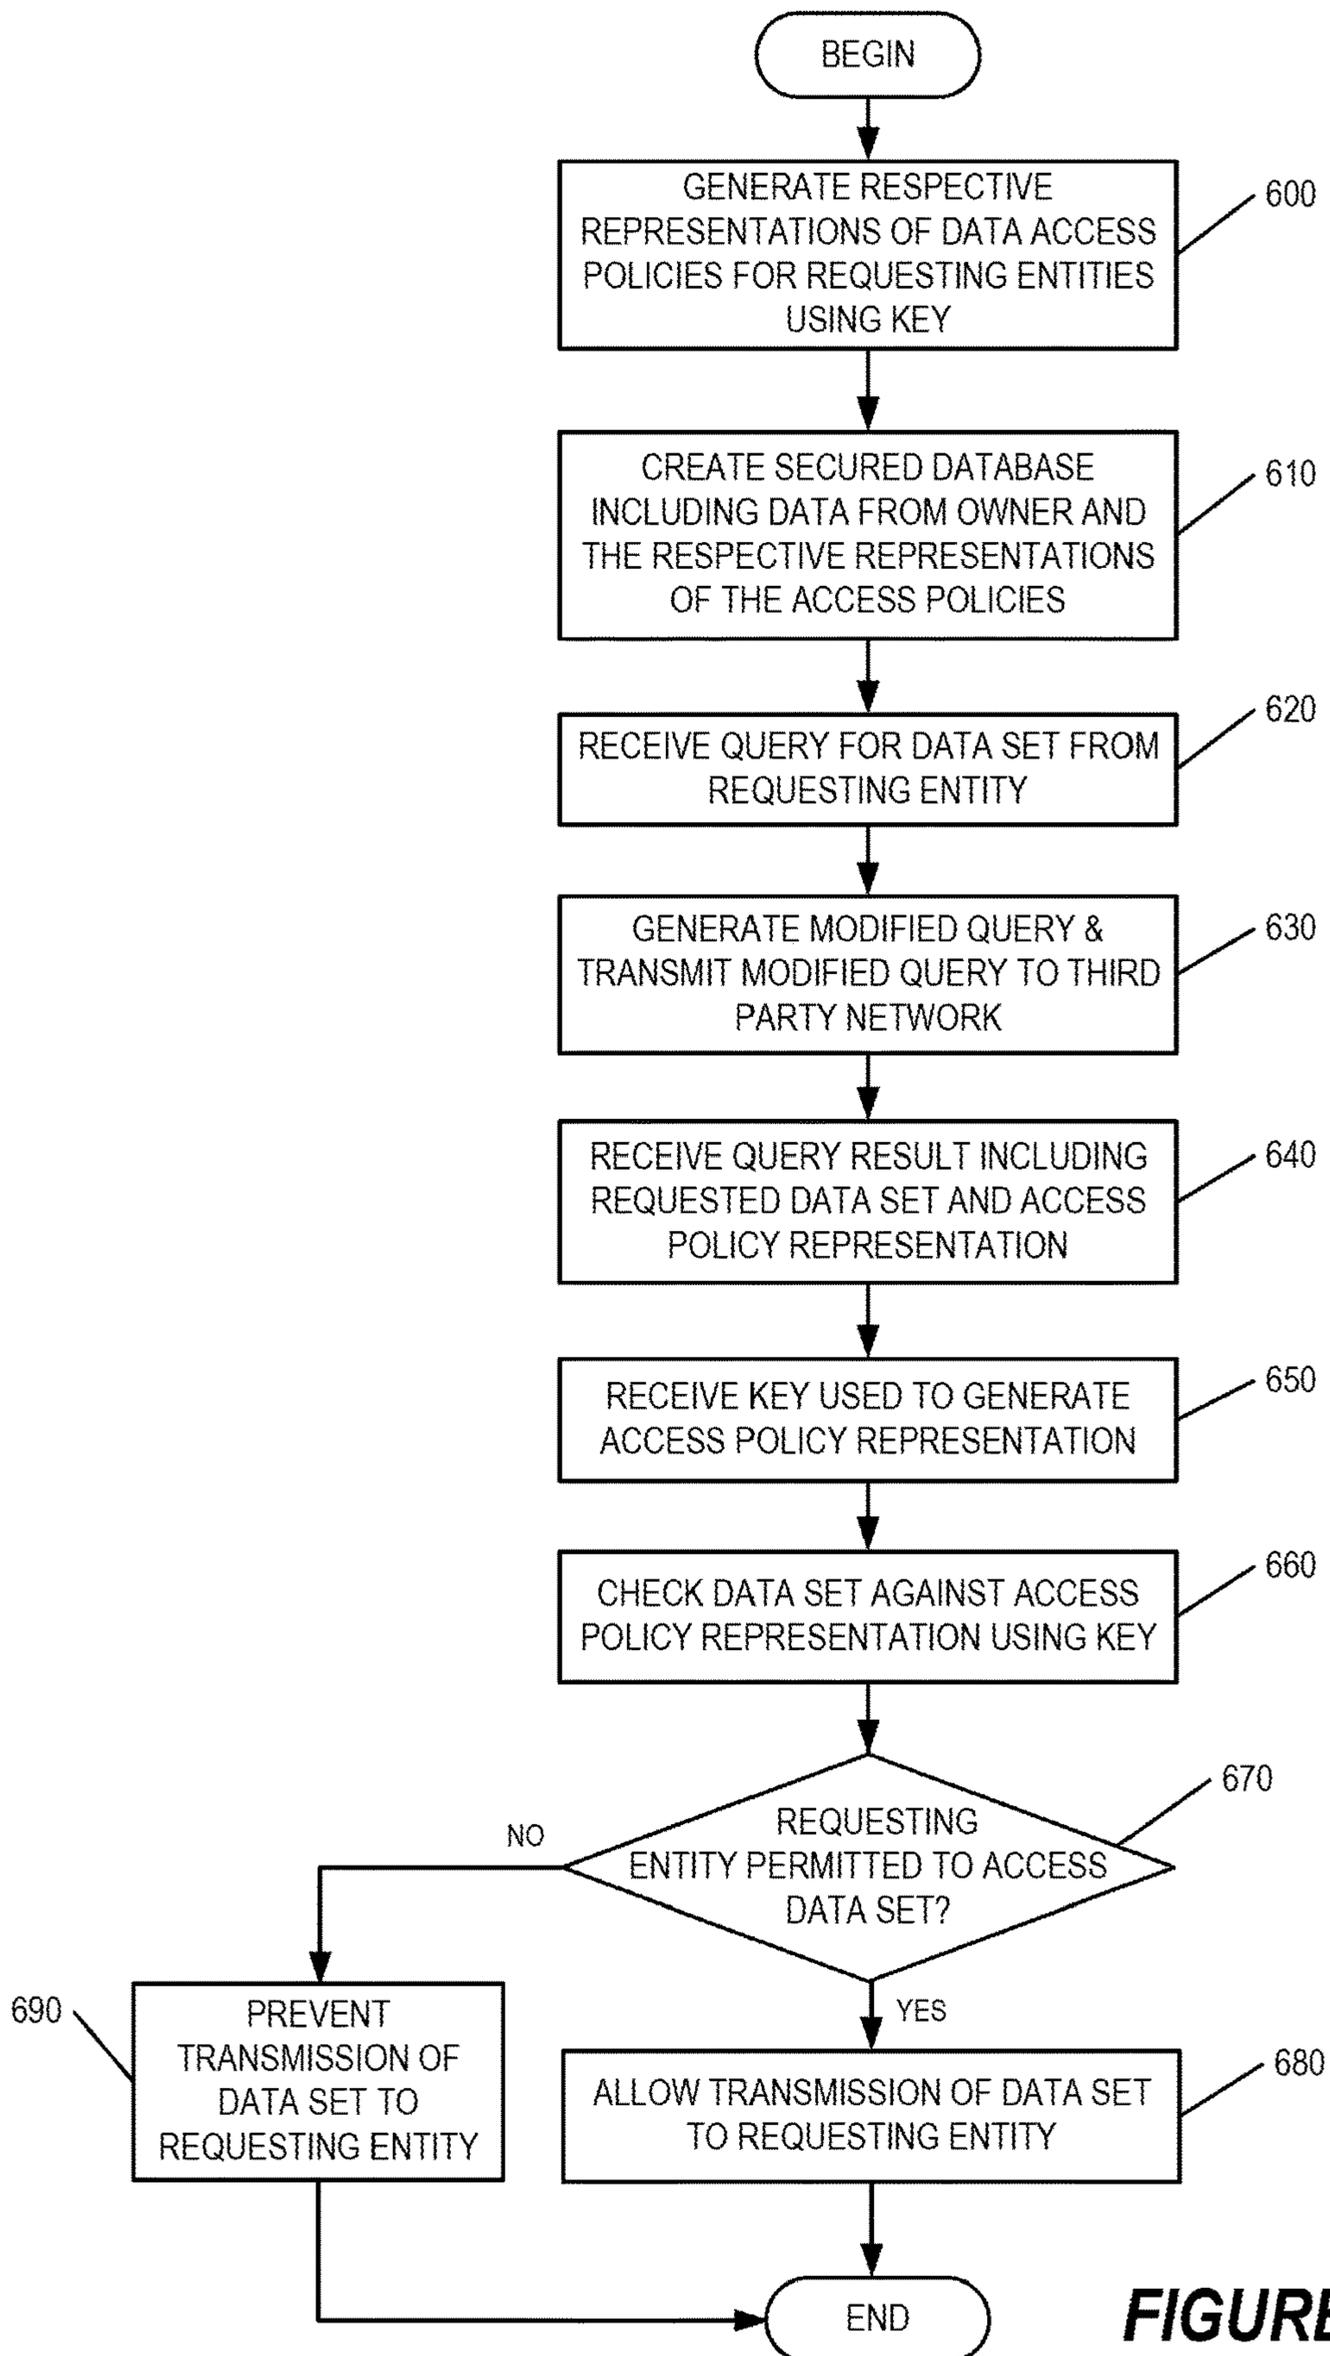 BEGIN
GENERATE RESPECTIVE
REPRESENTATIONS OF DATA ACCESS
POLICIES FOR REQUESTING ENTITIES
USING KEY
600
CREATE SECURED DATABASE
INCLUDING DATA FROM OWNER AND
THE RESPECTIVE REPRESENTATIONS
OF THE ACCESS POLICIES
610
RECEIVE QUERY FOR DATA SET FROM
REQUESTING ENTITY
620
GENERATE MODIFIED QUERY &
TRANSMIT MODIFIED QUERY TO THIRD
PARTY NETWORK
630
RECEIVE QUERY RESULT INCLUDING
REQUESTED DATA SET AND ACCESS
POLICY REPRESENTATION
640
RECEIVE KEY USED TO GENERATE
ACCESS POLICY REPRESENTATION
650
CHECK DATA SET AGAINST ACCESS
POLICY REPRESENTATION USING KEY
660
REQUESTING
ENTITY PERMITTED TO ACCESS
DATA SET?
670
NO
YES
690
PREVENT
TRANSMISSION OF
DATA SET TO
REQUESTING ENTITY
ALLOW TRANSMISSION OF DATA SET
TO REQUESTING ENTITY
680
END
FIGURE